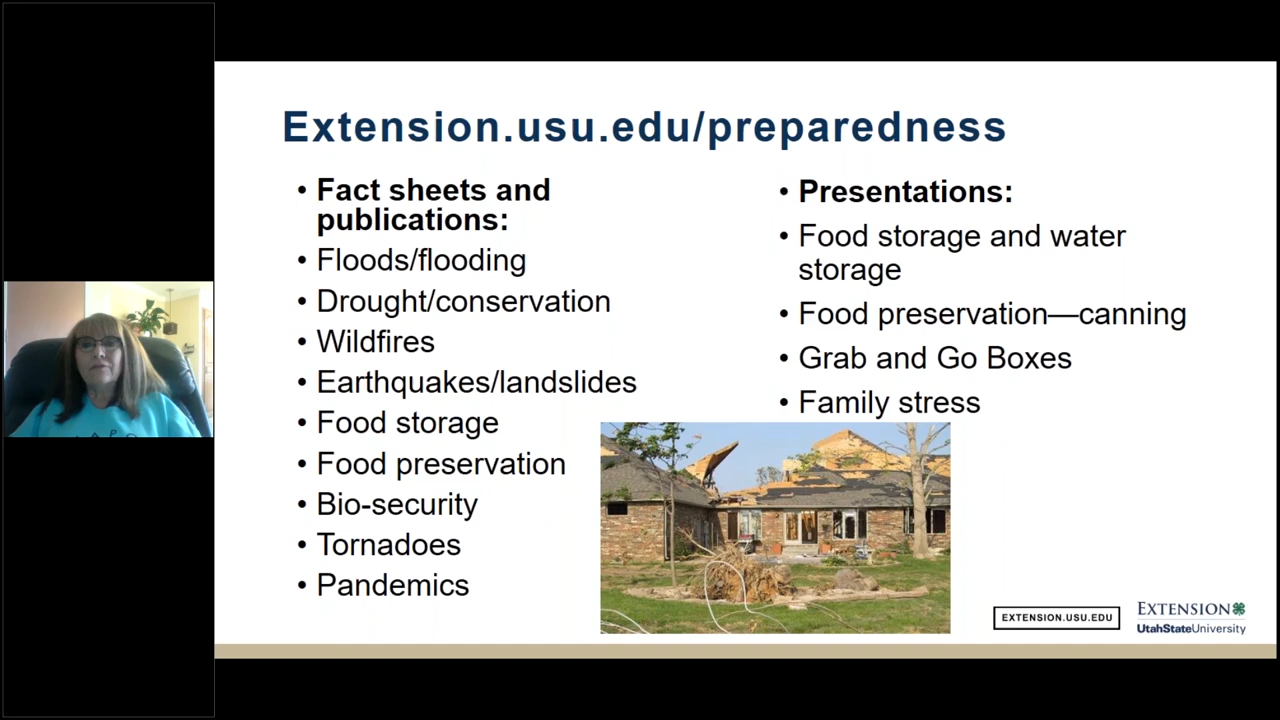 Extension.usu.edu/preparedness
• Fact sheets and
publications:
• Floods/flooding
• Drought/conservation
• Wildfires
• Earthquakes/landslides
• Food storage
• Food preservation
• Bio-security
• Tornadoes
• Pandemics
• Presentations:
• Food storage and water
storage
• Food preservation—canning
• Grab and Go Boxes
• Family stress
EXTENSION.USU.EDU
EXTENSION
UtahStateUniversity